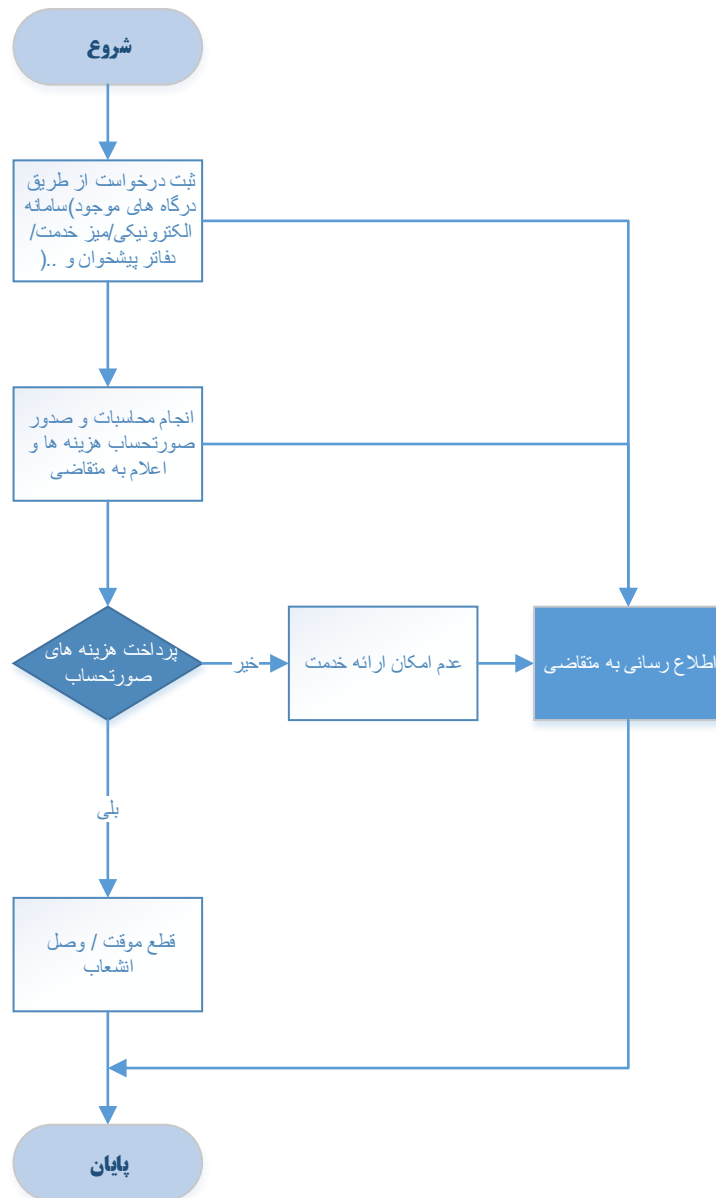 شروع
ثبت درخواست از طریق
درگاه های موجود)سامانه
الکترونیکی/میز خدمت/
دفاتر پیشخوان و ..(
انجام محاسبات و صدور
صورتحساب هزینه ها و
اعلام به متقاضی
پرداخت هزینه های
صورتحساب
خیر
عدم امکان ارائه خدمت
اطلاع رسانی به متقاضی
بلی
قطع موقت / وصل
انشعاب
پایان